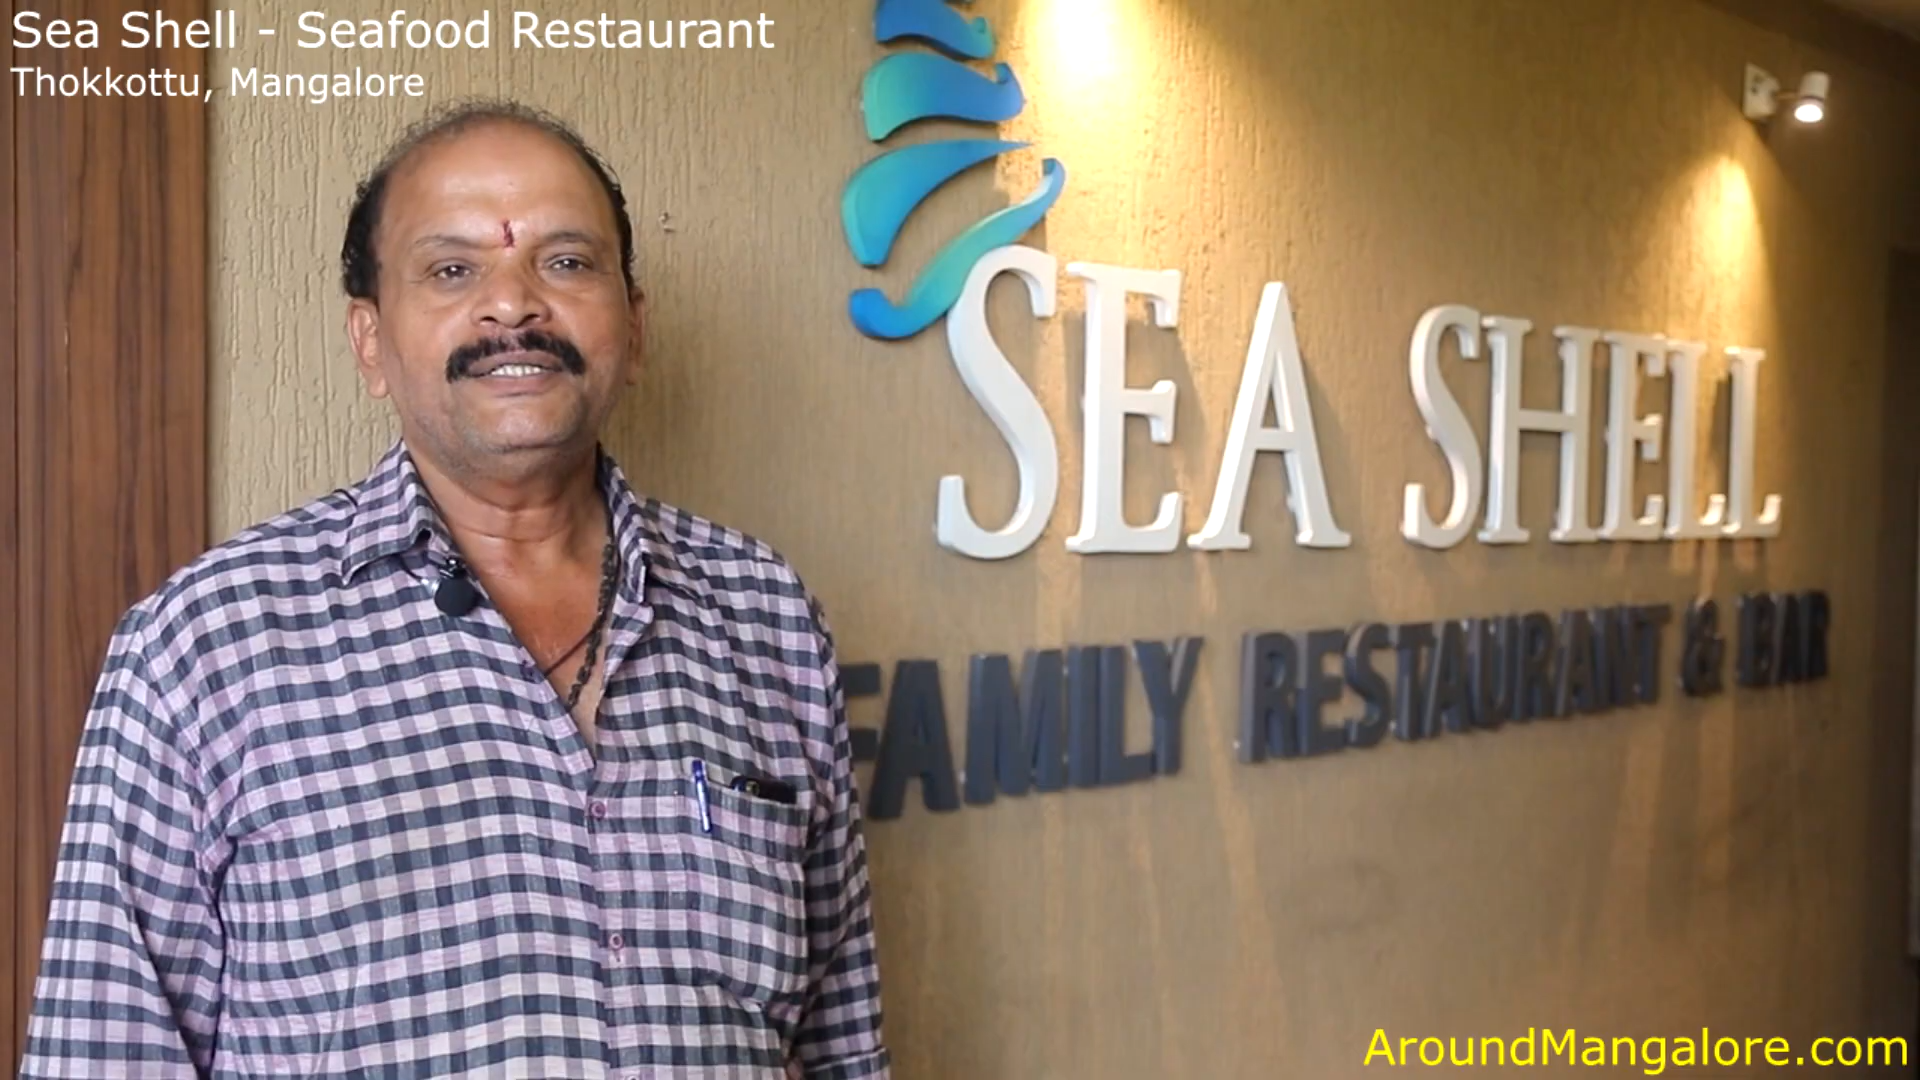 Sea Shell - Seafood Restaurant
Thokkottu, Mangalore
SEA SHELL
FAMILY RESTAURANT & BAR
AroundMangalore.com